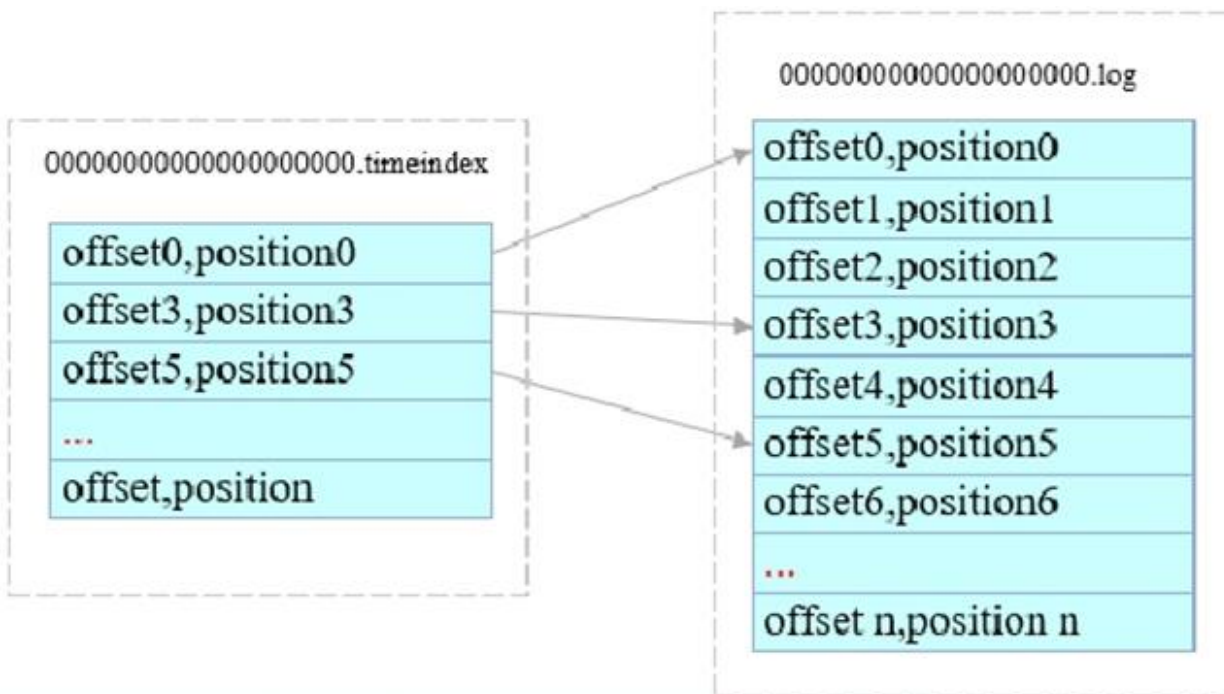 00000000000000000000.timeindex
offset0,position0
offset3,position3
offset5,position5
...
offset,position
00000000000000000000.log
offset0,position0
offset1,position1
offset2,position2
offset3,position3
offset4,position4
offset5,position5
offset6,position6
...
offset n,position n